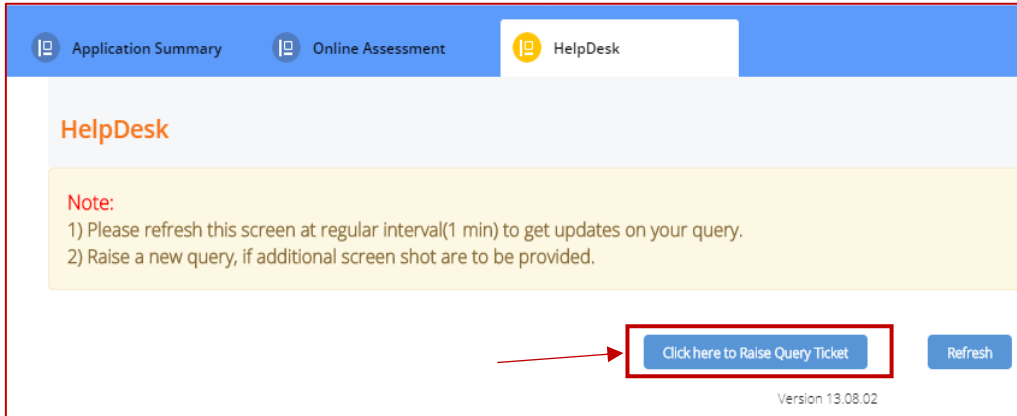 Application Summary Online Assessment HelpDesk
HelpDesk
Note:
1) Please refresh this screen at regular interval(1 min) to get updates on your query.
2) Raise a new query, if additional screen shot are to be provided.
Click here to Raise Query Ticket Refresh
Version 13.08.02